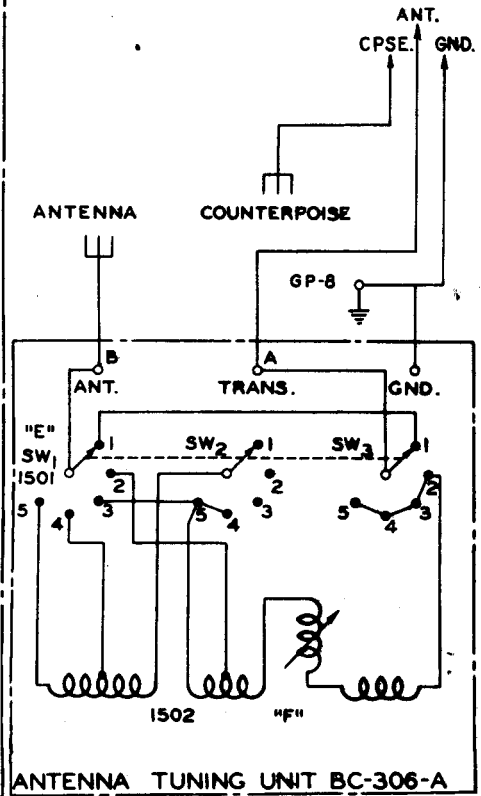 ANT.
CPSE. GND.
ANTENNA COUNTERPOISE
GP-8
B A
ANT. TRANS. GND.
"E"
SW1 1 SW2 1 SW3 1
1501 2 2 2
5 4 3 5 4 3 5 4 3
1502 "F"
ANTENNA TUNING UNIT BC-306-A